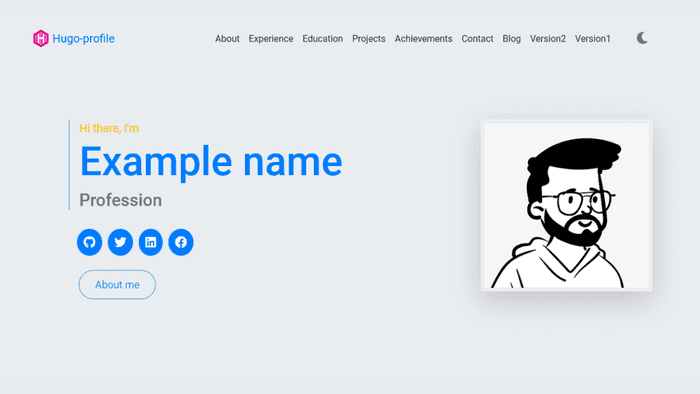 Hugo-profile
About Experience Education Projects Achievements Contact Blog Version2 Version1
Hi there, I'm
Example name
Profession
About me